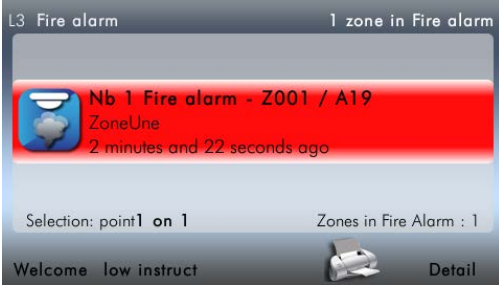 L3 Fire alarm 1 zone in Fire alarm
Nb 1 Fire alarm - Z001 / A19
ZoneUne
2 minutes and 22 seconds ago
Selection: point1 on 1 Zones in Fire Alarm : 1
Welcome low instruct Detail